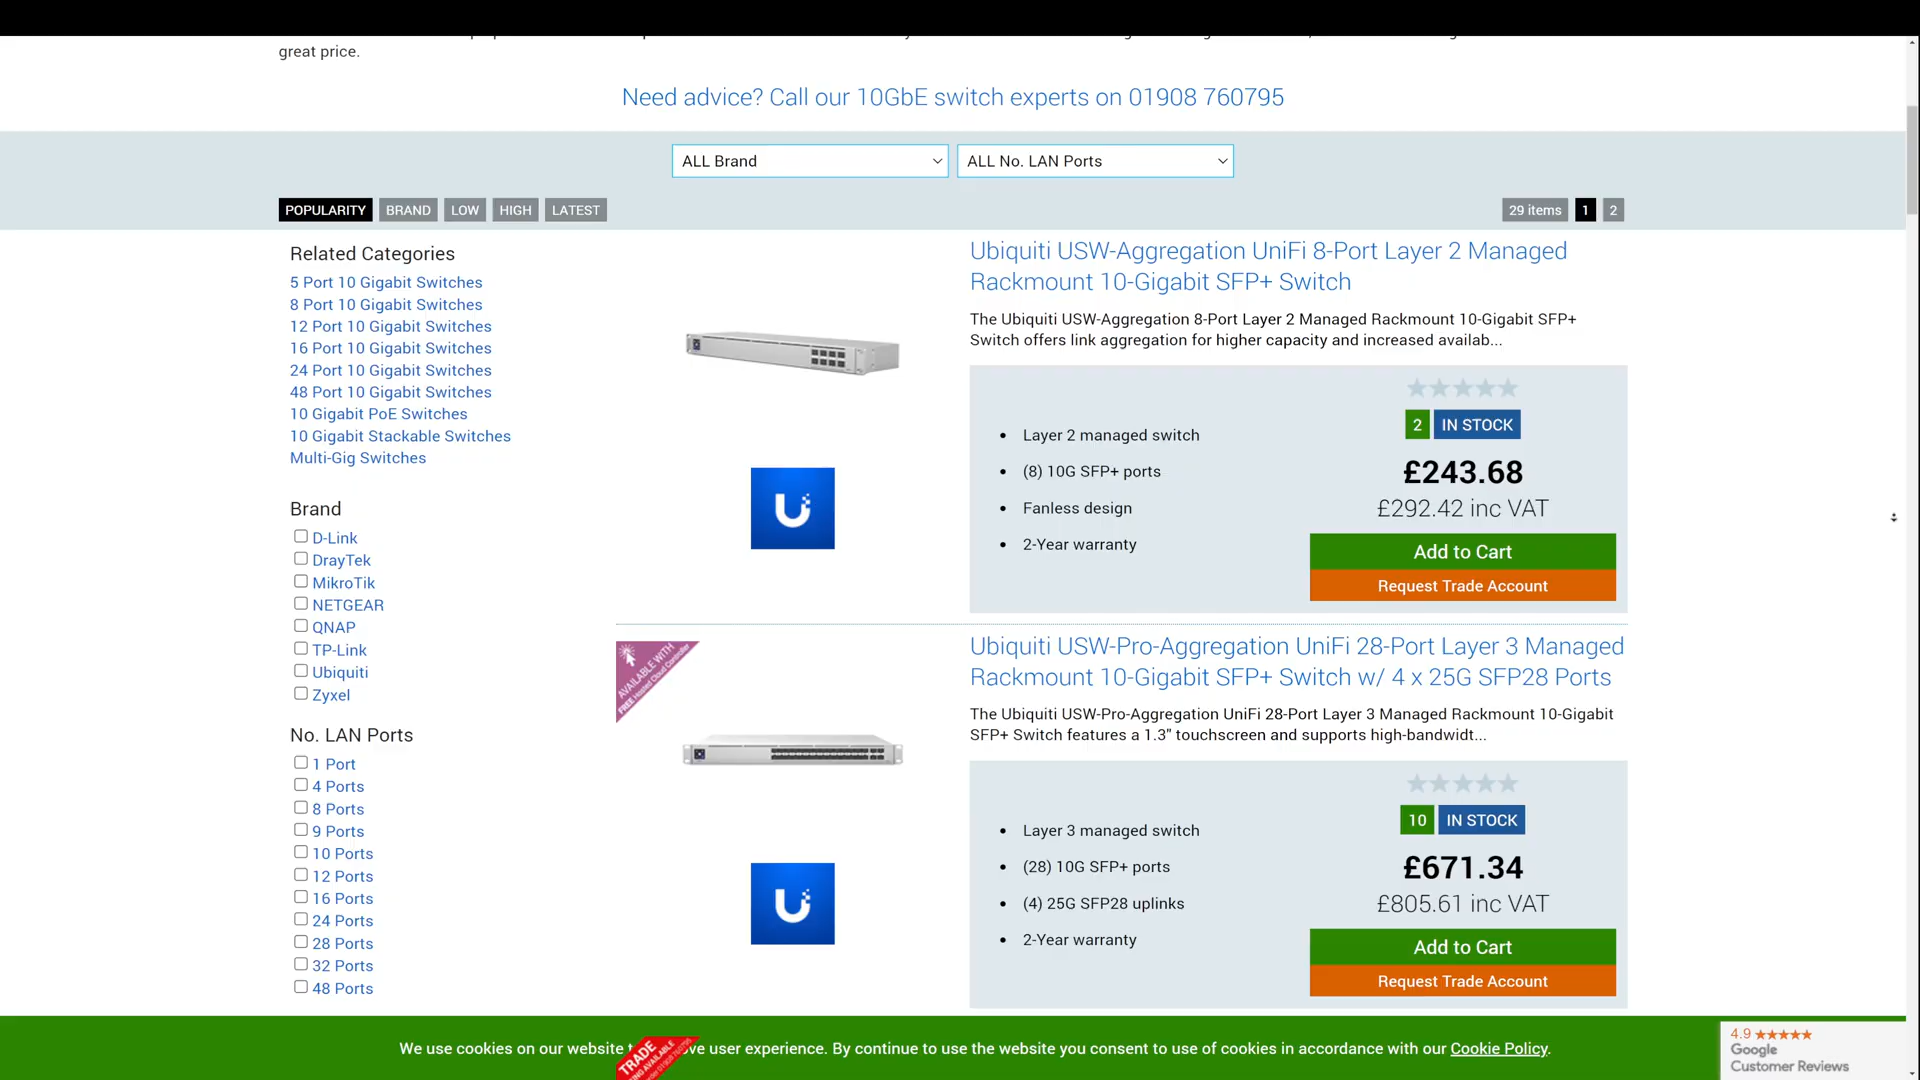 great price.
Need advice? Call our 10GbE switch experts on 01908 760795
ALL Brand
ALL No. LAN Ports
POPULARITY
BRAND
LOW
HIGH
LATEST
29 items
1
2
Related Categories
5 Port 10 Gigabit Switches
8 Port 10 Gigabit Switches
12 Port 10 Gigabit Switches
16 Port 10 Gigabit Switches
24 Port 10 Gigabit Switches
48 Port 10 Gigabit Switches
10 Gigabit PoE Switches
10 Gigabit Stackable Switches
Multi-Gig Switches
Brand
D-Link
DrayTek
MikroTik
NETGEAR
QNAP
TP-Link
Ubiquiti
Zyxel
No. LAN Ports
1 Port
4 Ports
8 Ports
9 Ports
10 Ports
12 Ports
16 Ports
24 Ports
28 Ports
32 Ports
48 Ports
Ubiquiti USW-Aggregation UniFi 8-Port Layer 2 Managed
Rackmount 10-Gigabit SFP+ Switch
The Ubiquiti USW-Aggregation 8-Port Layer 2 Managed Rackmount 10-Gigabit SFP+
Switch offers link aggregation for higher capacity and increased availab...
Layer 2 managed switch
(8) 10G SFP+ ports
Fanless design
2-Year warranty
2 IN STOCK
£243.68
£292.42 inc VAT
Add to Cart
Request Trade Account
AVAILABLE WITH
FREE Hosted Cloud Controller
Ubiquiti USW-Pro-Aggregation UniFi 28-Port Layer 3 Managed
Rackmount 10-Gigabit SFP+ Switch w/ 4 x 25G SFP28 Ports
The Ubiquiti USW-Pro-Aggregation UniFi 28-Port Layer 3 Managed Rackmount 10-Gigabit
SFP+ Switch features a 1.3" touchscreen and supports high-bandwidt...
Layer 3 managed switch
(28) 10G SFP+ ports
(4) 25G SFP28 uplinks
2-Year warranty
10 IN STOCK
£671.34
£805.61 inc VAT
Add to Cart
Request Trade Account
We use cookies on our website ve user experience. By continue to use the website you consent to use of cookies in accordance with our Cookie Policy.
TRADE
4.9
Google
Customer Reviews